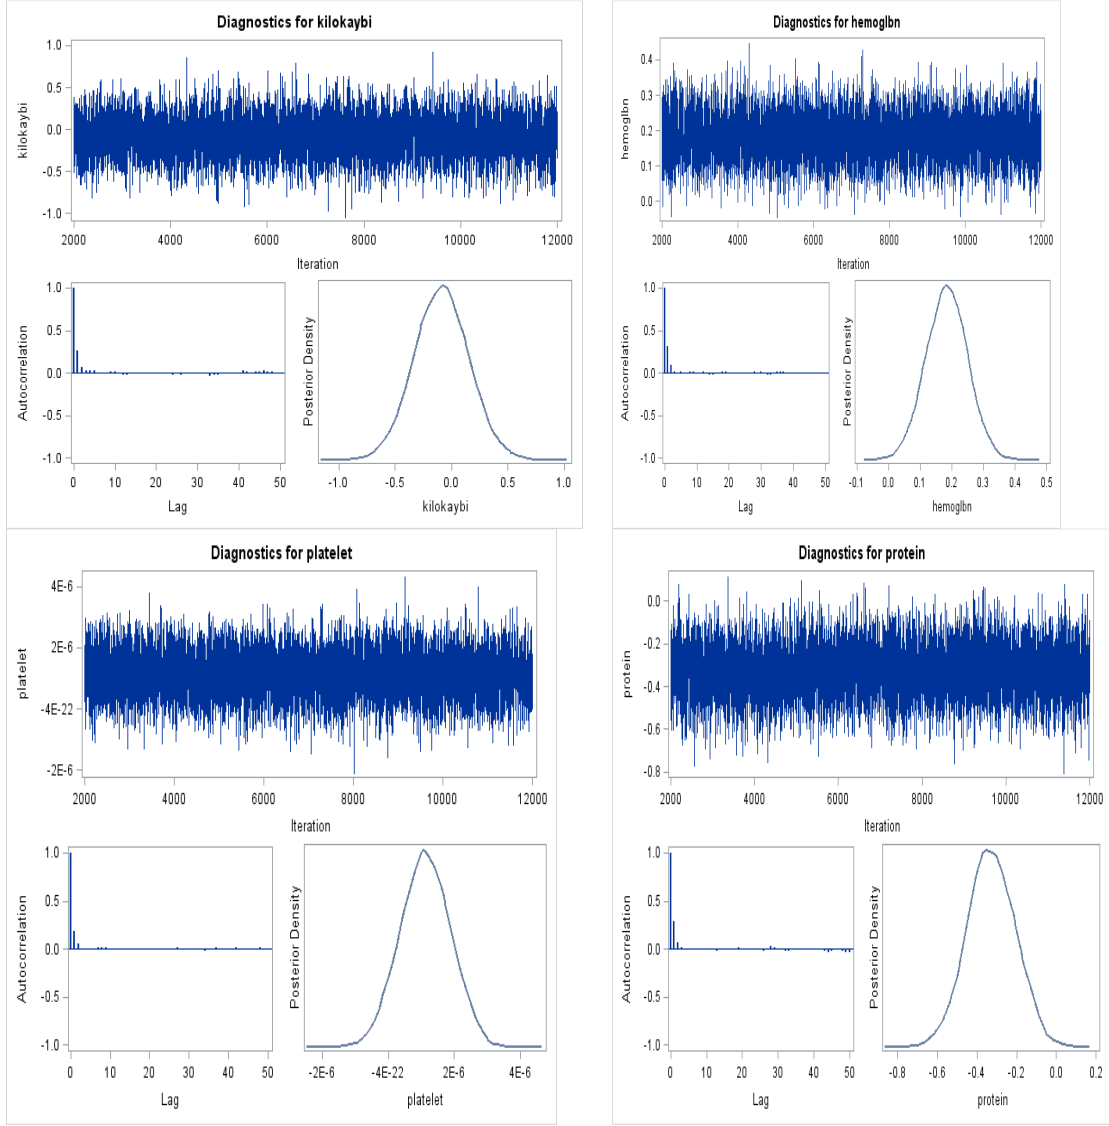 Diagnostics for kilokaybi
kilokaybi
1.0
0.5
0.0
-0.5
-1.0
2000 4000 6000 8000 10000 12000
Iteration
Autocorrelation
1.0
0.5
0.0
-0.5
-1.0
0 10 20 30 40 50
Lag
Posterior Density
-1.0 -0.5 0.0 0.5 1.0
kilokaybi
Diagnostics for hemoglbn
hemoglbn
0.4
0.3
0.2
0.1
0.0
2000 4000 6000 8000 10000 12000
Iteration
Autocorrelation
1.0
0.5
0.0
-0.5
-1.0
0 10 20 30 40 50
Lag
Posterior Density
-0.1 0.0 0.1 0.2 0.3 0.4 0.5
hemoglbn
Diagnostics for platelet
platelet
4E-6
2E-6
-4E-22
-2E-6
2000 4000 6000 8000 10000 12000
Iteration
Autocorrelation
1.0
0.5
0.0
-0.5
-1.0
0 10 20 30 40 50
Lag
Posterior Density
-2E-6 -4E-22 2E-6 4E-6
platelet
Diagnostics for protein
protein
0.0
-0.2
-0.4
-0.6
-0.8
2000 4000 6000 8000 10000 12000
Iteration
Autocorrelation
1.0
0.5
0.0
-0.5
-1.0
0 10 20 30 40 50
Lag
Posterior Density
-0.8 -0.6 -0.4 -0.2 0.0 0.2
protein